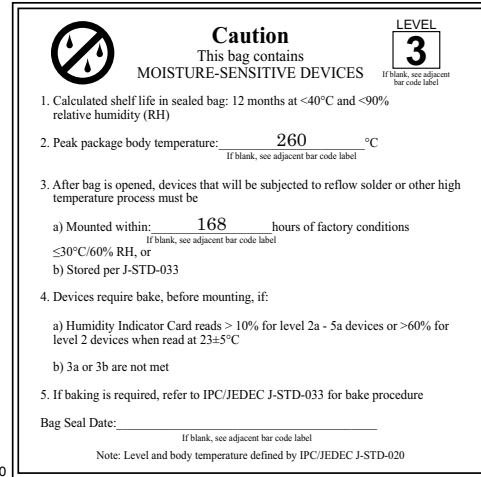 Caution
This bag contains
MOISTURE-SENSITIVE DEVICES
LEVEL
3
If blank, see adjacent
bar code label
1. Calculated shelf life in sealed bag: 12 months at <40°C and <90%
relative humidity (RH)
2. Peak package body temperature: 260 °C
If blank, see adjacent bar code label
3. After bag is opened, devices that will be subjected to reflow solder or other high
temperature process must be
a) Mounted within: 168 hours of factory conditions
If blank, see adjacent bar code label
≤30°C/60% RH, or
b) Stored per J-STD-033
4. Devices require bake, before mounting, if:
a) Humidity Indicator Card reads > 10% for level 2a - 5a devices or >60% for
level 2 devices when read at 23±5°C
b) 3a or 3b are not met
5. If baking is required, refer to IPC/JEDEC J-STD-033 for bake procedure
Bag Seal Date:
If blank, see adjacent bar code label
Note: Level and body temperature defined by IPC/JEDEC J-STD-020
0